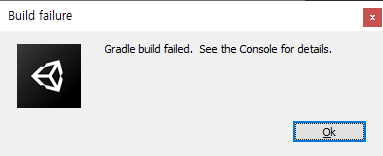 Build failure
x
Gradle build failed. See the Console for details.
Ok